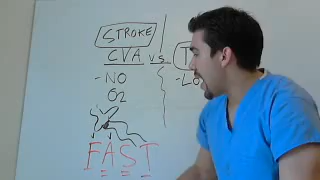 STROKE
CVA vs T
- NO - LO
O2
FAST